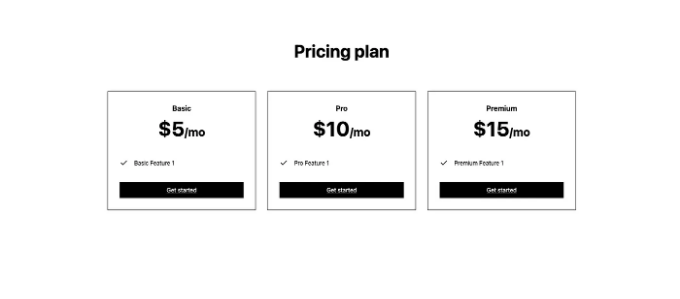 Pricing plan
Basic
$5/mo
Basic Feature 1
Get started
Pro
$10/mo
Pro Feature 1
Get started
Premium
$15/mo
Premium Feature 1
Get started